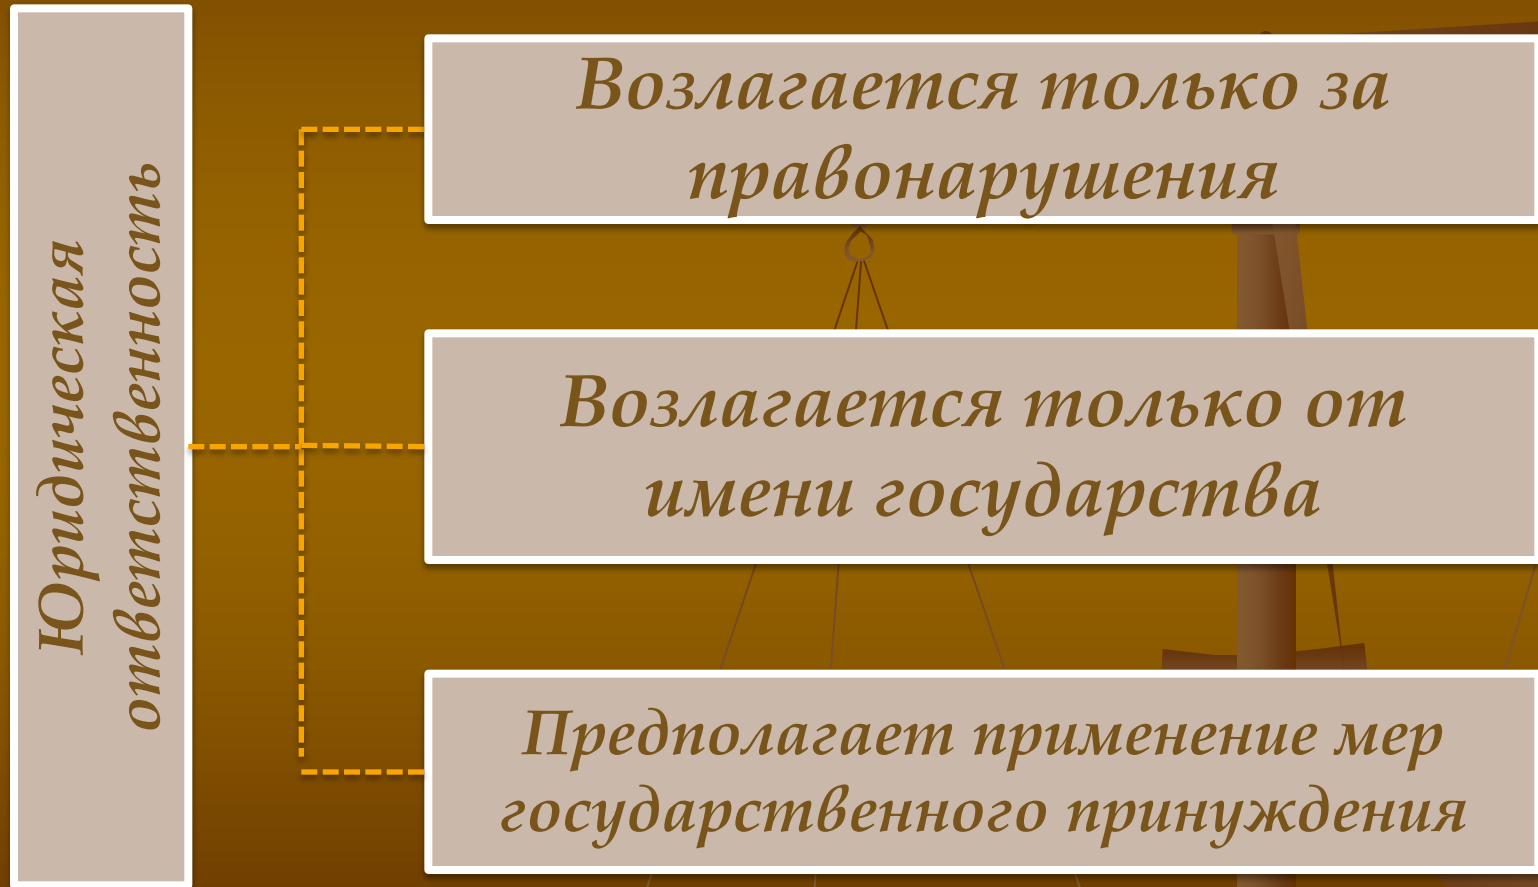 Юридическая
ответственность
Возлагается только за
правонарушения
Возлагается только от
имени государства
Предполагает применение мер
государственного принуждения